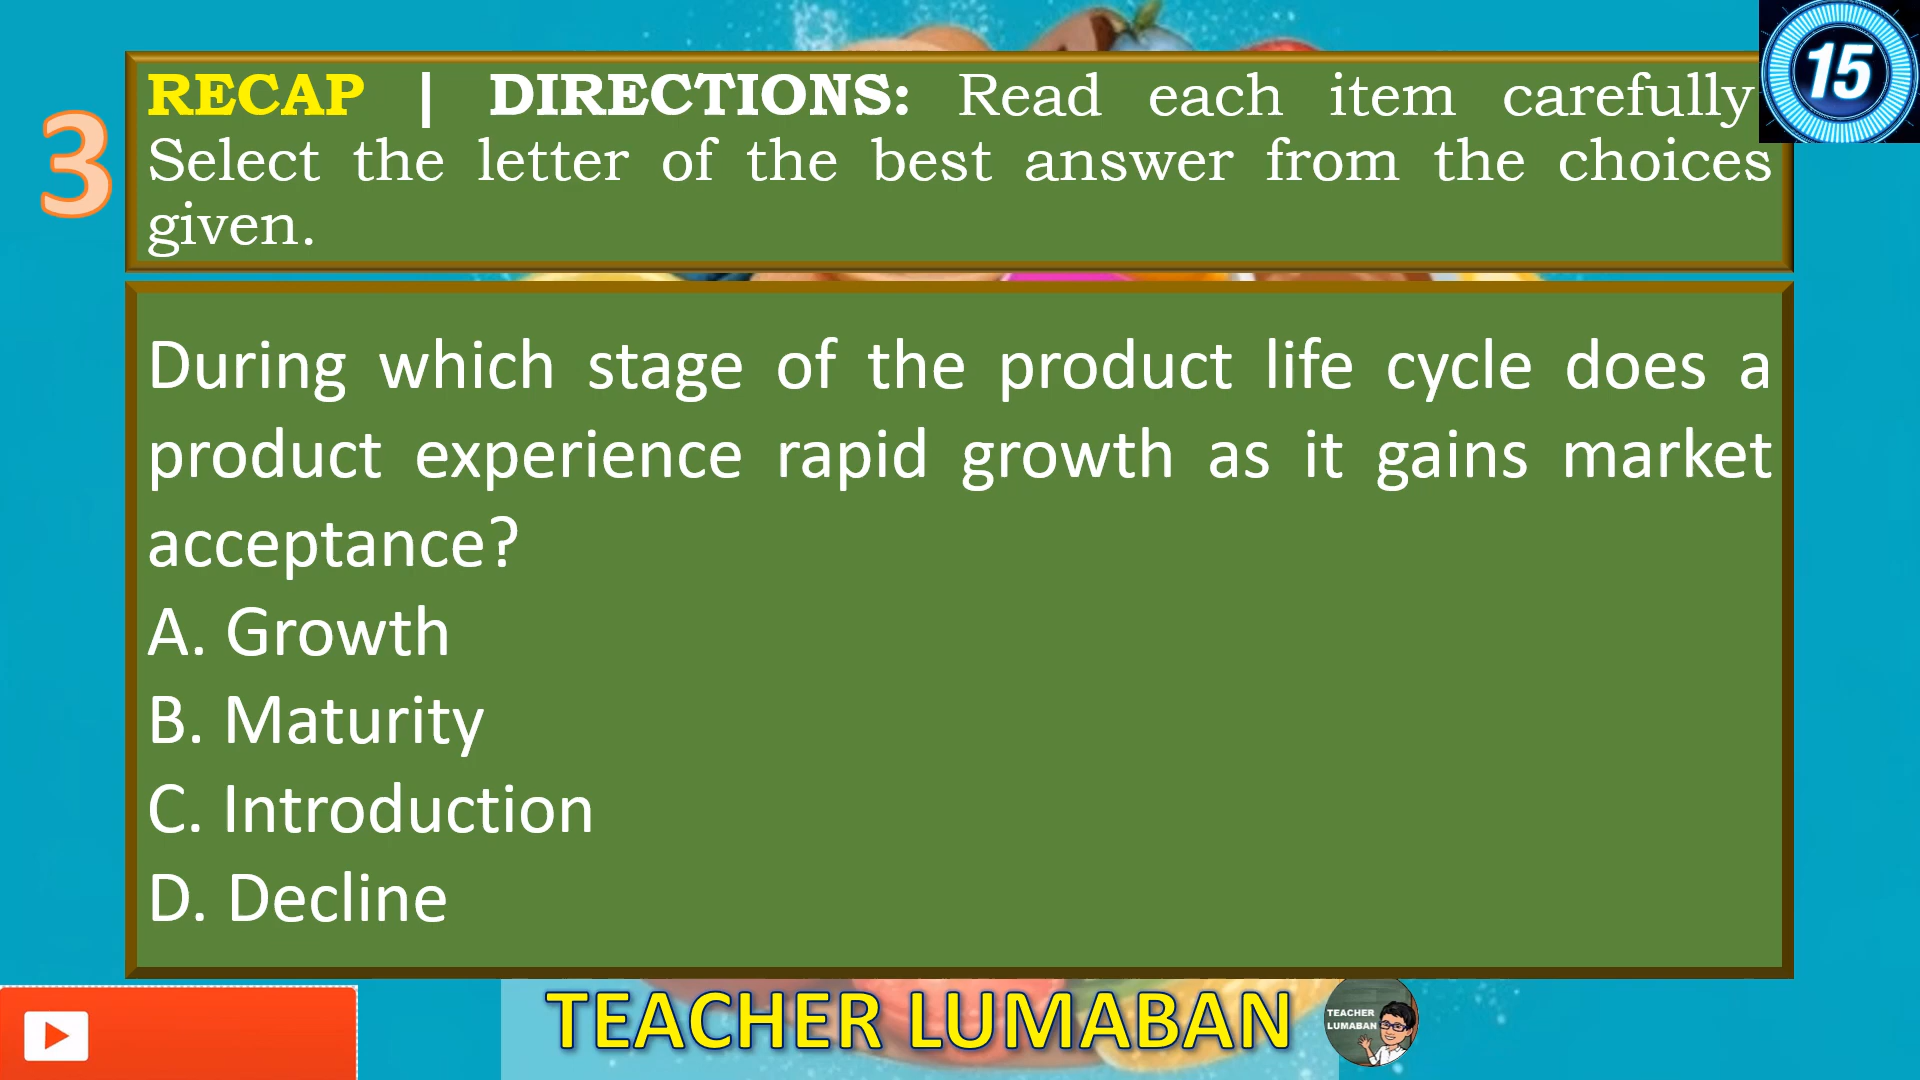 15
3
RECAP | DIRECTIONS: Read each item carefully
Select the letter of the best answer from the choices
given.
During which stage of the product life cycle does a
product experience rapid growth as it gains market
acceptance?
A. Growth
B. Maturity
C. Introduction
D. Decline
TEACHER LUMABAN
TEACHER
LUMABAN